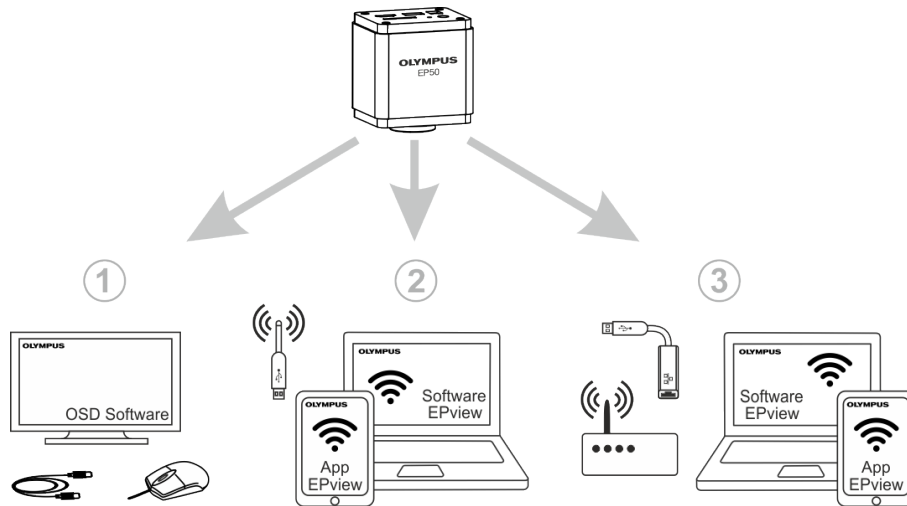 OLYMPUS
EP50
1
2
3
OLYMPUS
OSD Software
OLYMPUS
Software
EPview
OLYMPUS
App
EPview
OLYMPUS
Software
EPview
OLYMPUS
App
EPview